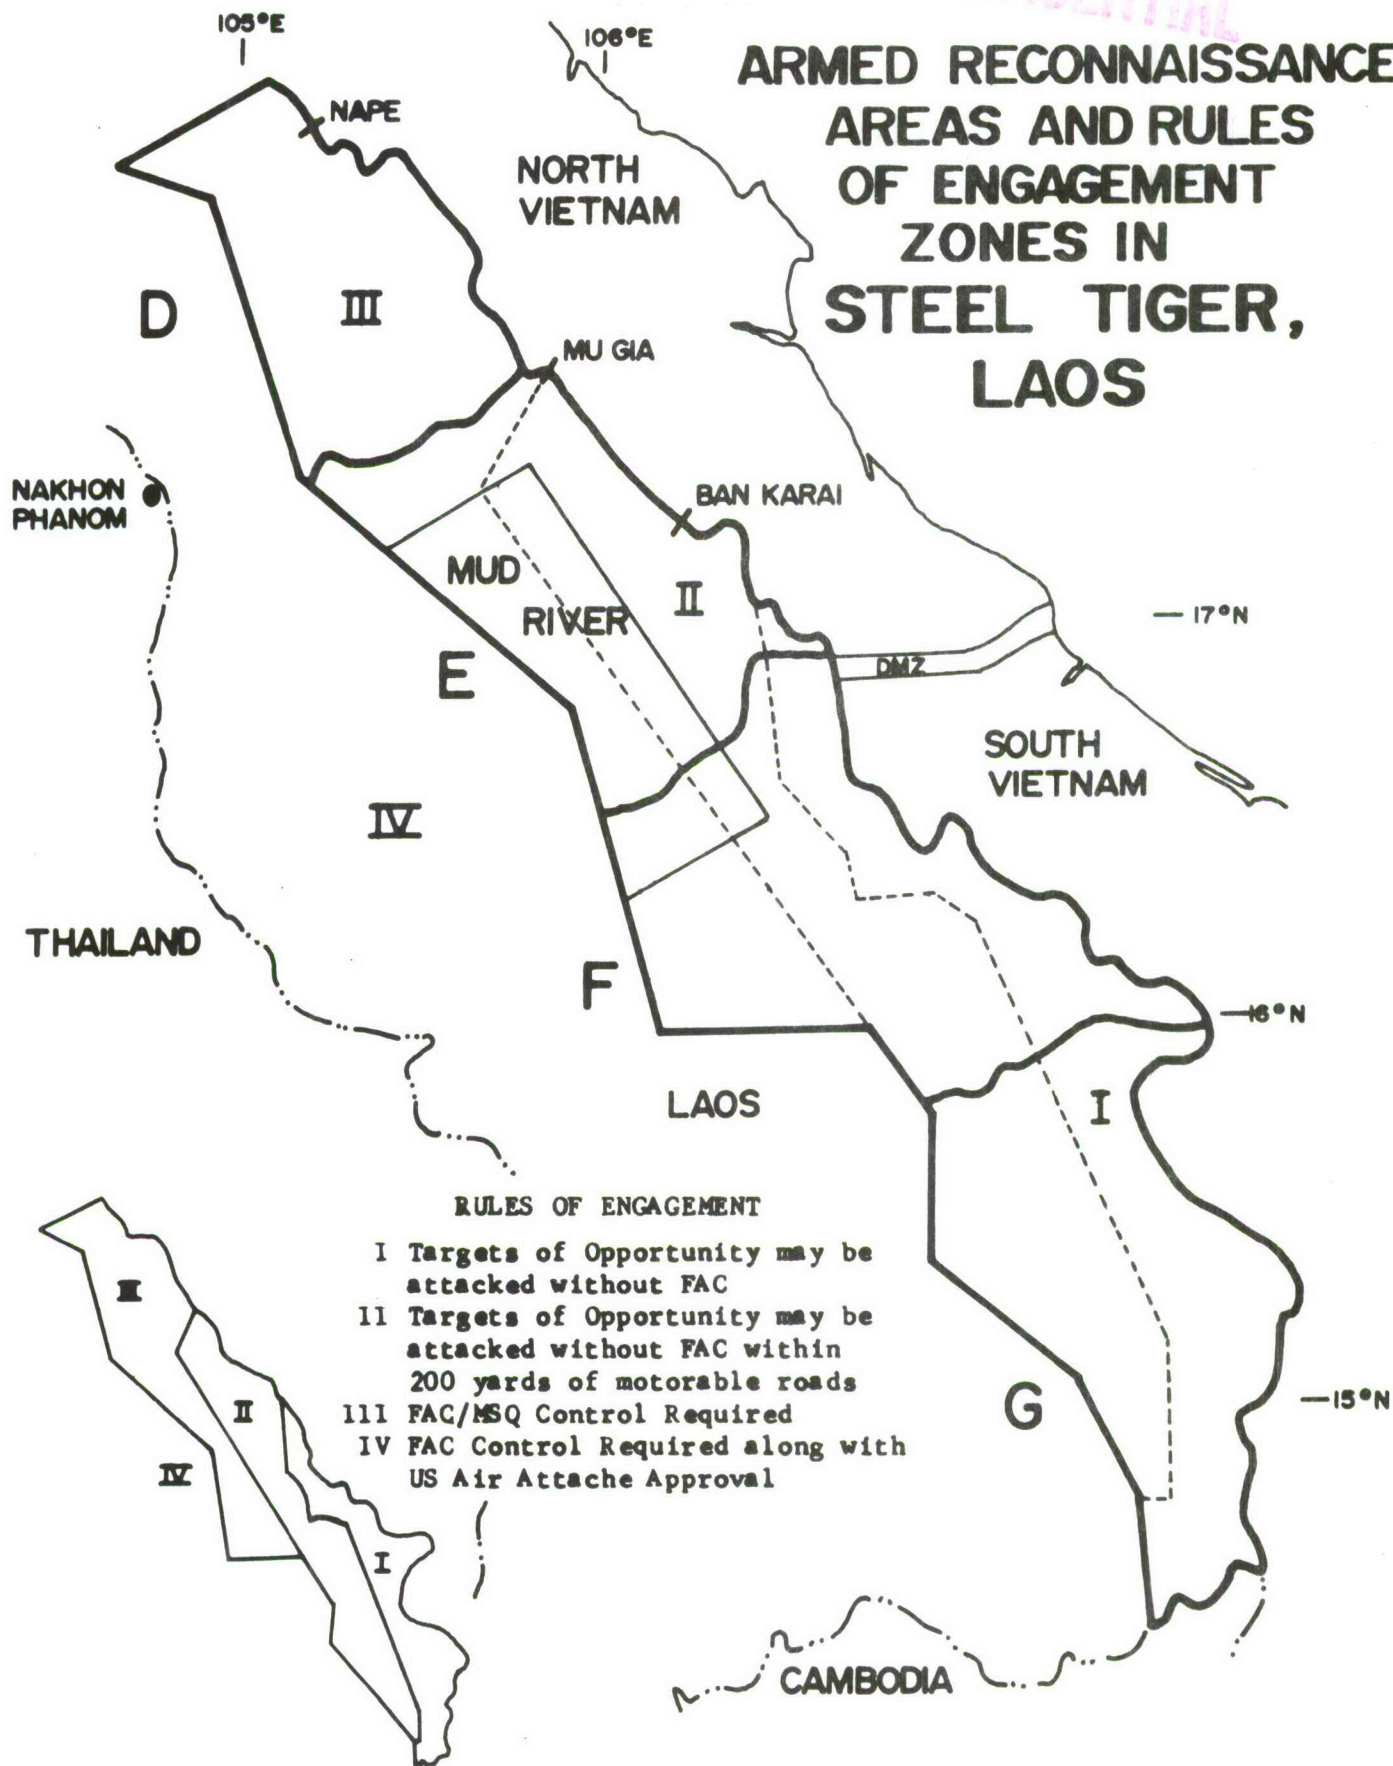 105°E
106°E
ARMED RECONNAISSANCE
AREAS AND RULES
OF ENGAGEMENT
ZONES IN
STEEL TIGER,
LAOS
NAPE
NORTH
VIETNAM
D
III
MU GIA
NAKHON
PHANOM
BAN KARAI
MUD
RIVER
II
17°N
E
DMZ
SOUTH
VIETNAM
IV
THAILAND
F
16°N
LAOS
I
RULES OF ENGAGEMENT
I Targets of Opportunity may be
attacked without FAC
II Targets of Opportunity may be
attacked without FAC within
200 yards of motorable roads
III FAC/MSQ Control Required
IV FAC Control Required along with
US Air Attache Approval
G
15°N
III
II
IV
I
CAMBODIA